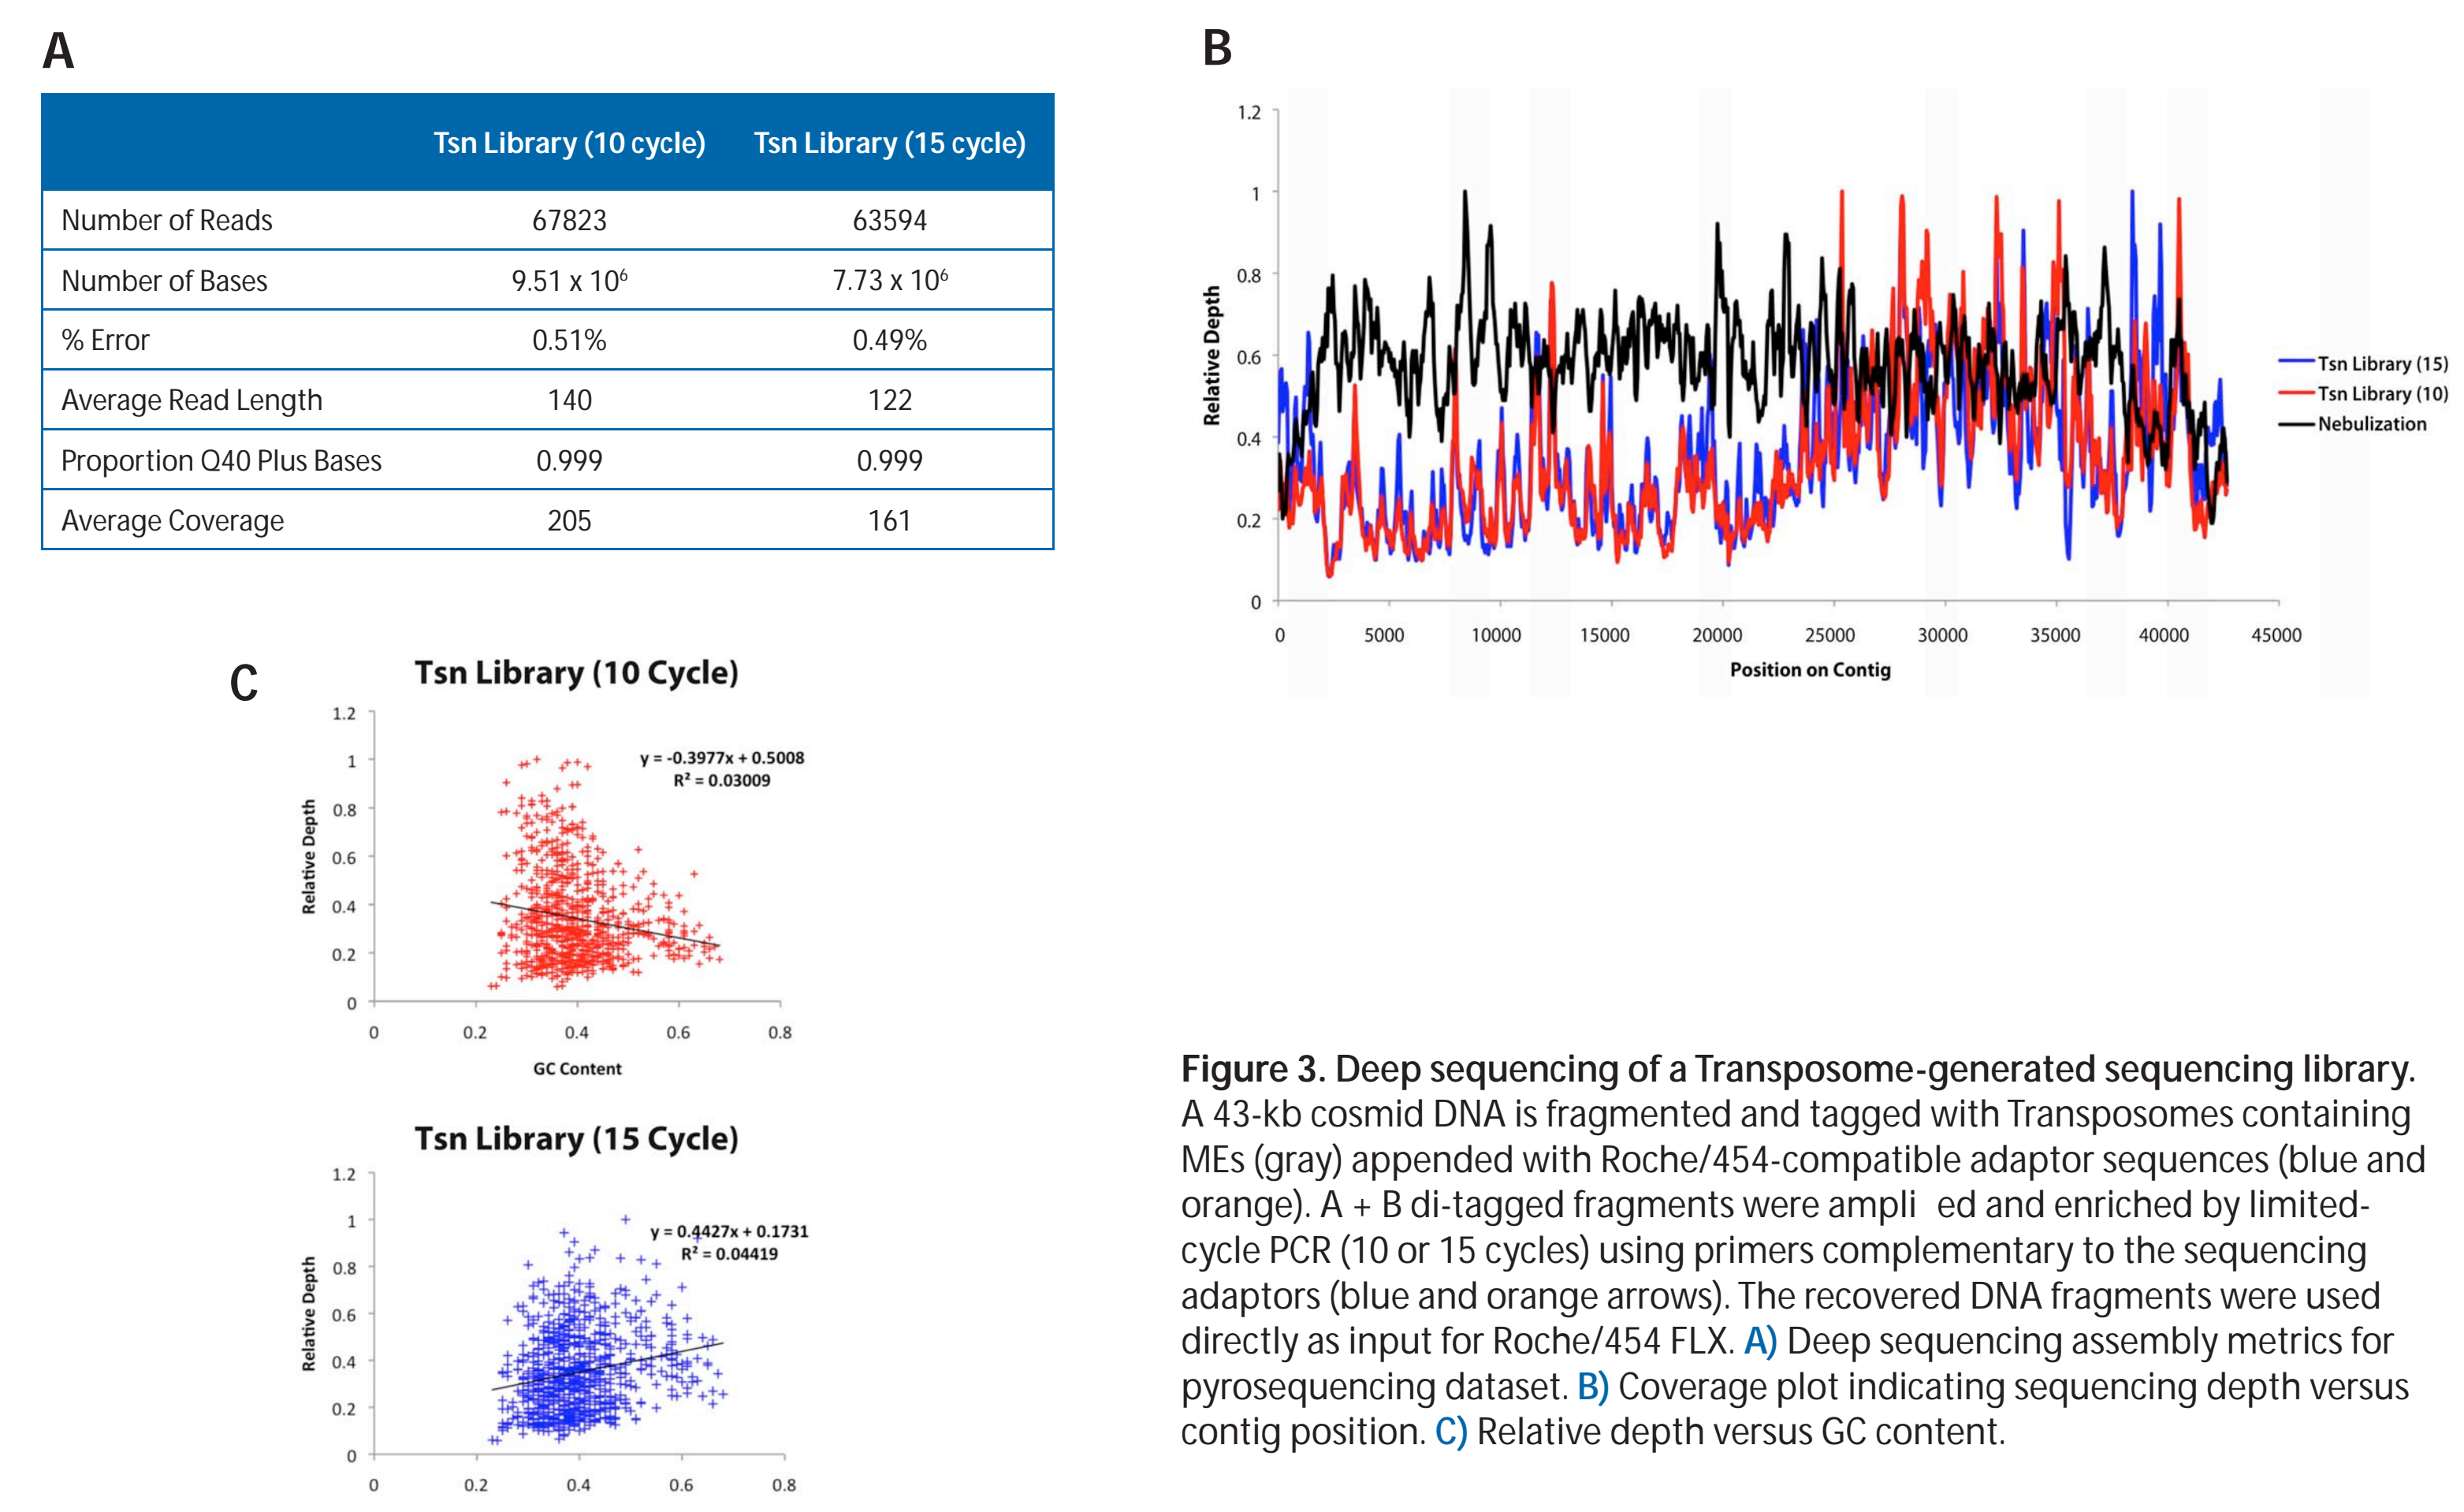 A
Tsn Library (10 cycle) Tsn Library (15 cycle)
Number of Reads 67823 63594
Number of Bases 9.51 x 10⁶ 7.73 x 10⁶
% Error 0.51% 0.49%
Average Read Length 140 122
Proportion Q40 Plus Bases 0.999 0.999
Average Coverage 205 161
B
1.2
1
0.8
0.6
0.4
0.2
0
Relative Depth
0 5000 10000 15000 20000 25000 30000 35000 40000 45000
Position on Contig
Tsn Library (15)
Tsn Library (10)
Nebulization
C
Tsn Library (10 Cycle)
1.2
1
0.8
0.6
0.4
0.2
0
Relative Depth
y = -0.3977x + 0.5008
R² = 0.03009
0 0.2 0.4 0.6 0.8
GC Content
Tsn Library (15 Cycle)
1.2
1
0.8
0.6
0.4
0.2
0
Relative Depth
y = 0.4427x + 0.1731
R² = 0.04419
0 0.2 0.4 0.6 0.8
Figure 3. Deep sequencing of a Transposome-generated sequencing library.
A 43-kb cosmid DNA is fragmented and tagged with Transposomes containing
MEs (gray) appended with Roche/454-compatible adaptor sequences (blue and
orange). A + B di-tagged fragments were ampli ed and enriched by limited-
cycle PCR (10 or 15 cycles) using primers complementary to the sequencing
adaptors (blue and orange arrows). The recovered DNA fragments were used
directly as input for Roche/454 FLX. A) Deep sequencing assembly metrics for
pyrosequencing dataset. B) Coverage plot indicating sequencing depth versus
contig position. C) Relative depth versus GC content.